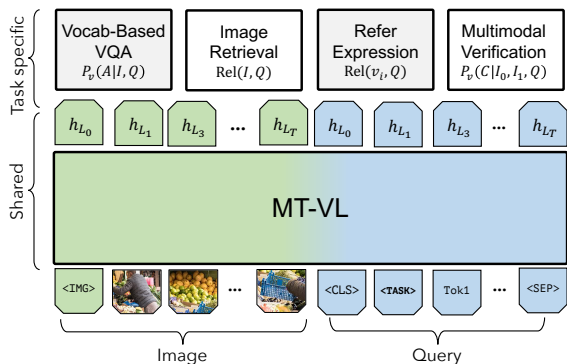 Task specific
Vocab-Based
VQA
P_v(A|I, Q)
Image
Retrieval
Rel(I, Q)
Refer
Expression
Rel(v_i, Q)
Multimodal
Verification
P_v(C|I_0, I_1, Q)
Shared
h_{L_0} h_{L_1} h_{L_3} ... h_{L_T} h_{L_0} h_{L_1} h_{L_3} ... h_{L_T}
MT-VL
<IMG> ... <CLS> <TASK> Tok1 ... <SEP>
Image Query